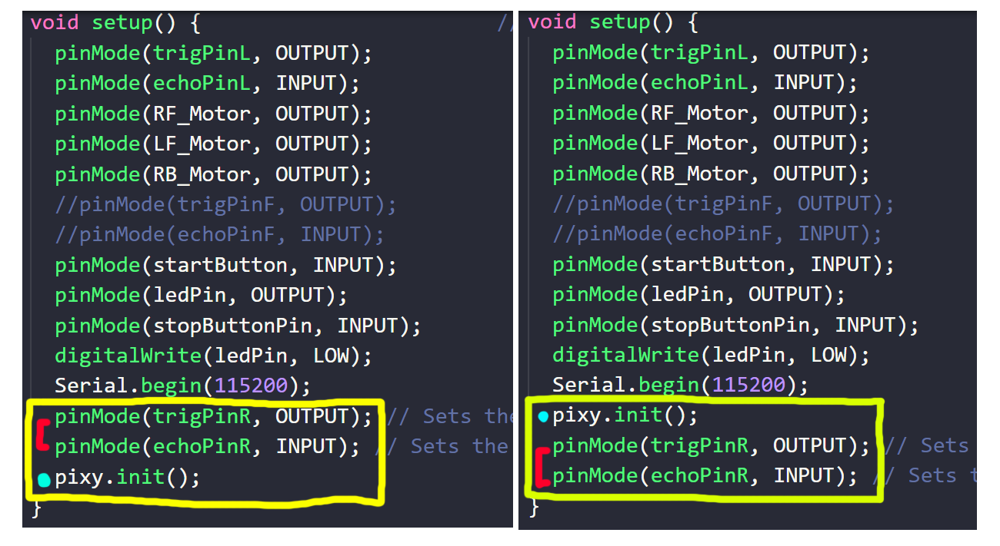 void setup() { //
pinMode(trigPinL, OUTPUT);
pinMode(echoPinL, INPUT);
pinMode(RF_Motor, OUTPUT);
pinMode(LF_Motor, OUTPUT);
pinMode(RB_Motor, OUTPUT);
//pinMode(trigPinF, OUTPUT);
//pinMode(echoPinF, INPUT);
pinMode(startButton, INPUT);
pinMode(ledPin, OUTPUT);
pinMode(stopButtonPin, INPUT);
digitalWrite(ledPin, LOW);
Serial.begin(115200);
pinMode(trigPinR, OUTPUT); // Sets the
pinMode(echoPinR, INPUT); // Sets the
pixy.init();
}
void setup() {
pinMode(trigPinL, OUTPUT);
pinMode(echoPinL, INPUT);
pinMode(RF_Motor, OUTPUT);
pinMode(LF_Motor, OUTPUT);
pinMode(RB_Motor, OUTPUT);
//pinMode(trigPinF, OUTPUT);
//pinMode(echoPinF, INPUT);
pinMode(startButton, INPUT);
pinMode(ledPin, OUTPUT);
pinMode(stopButtonPin, INPUT);
digitalWrite(ledPin, LOW);
Serial.begin(115200);
pixy.init();
pinMode(trigPinR, OUTPUT); // Sets
pinMode(echoPinR, INPUT); // Sets
}